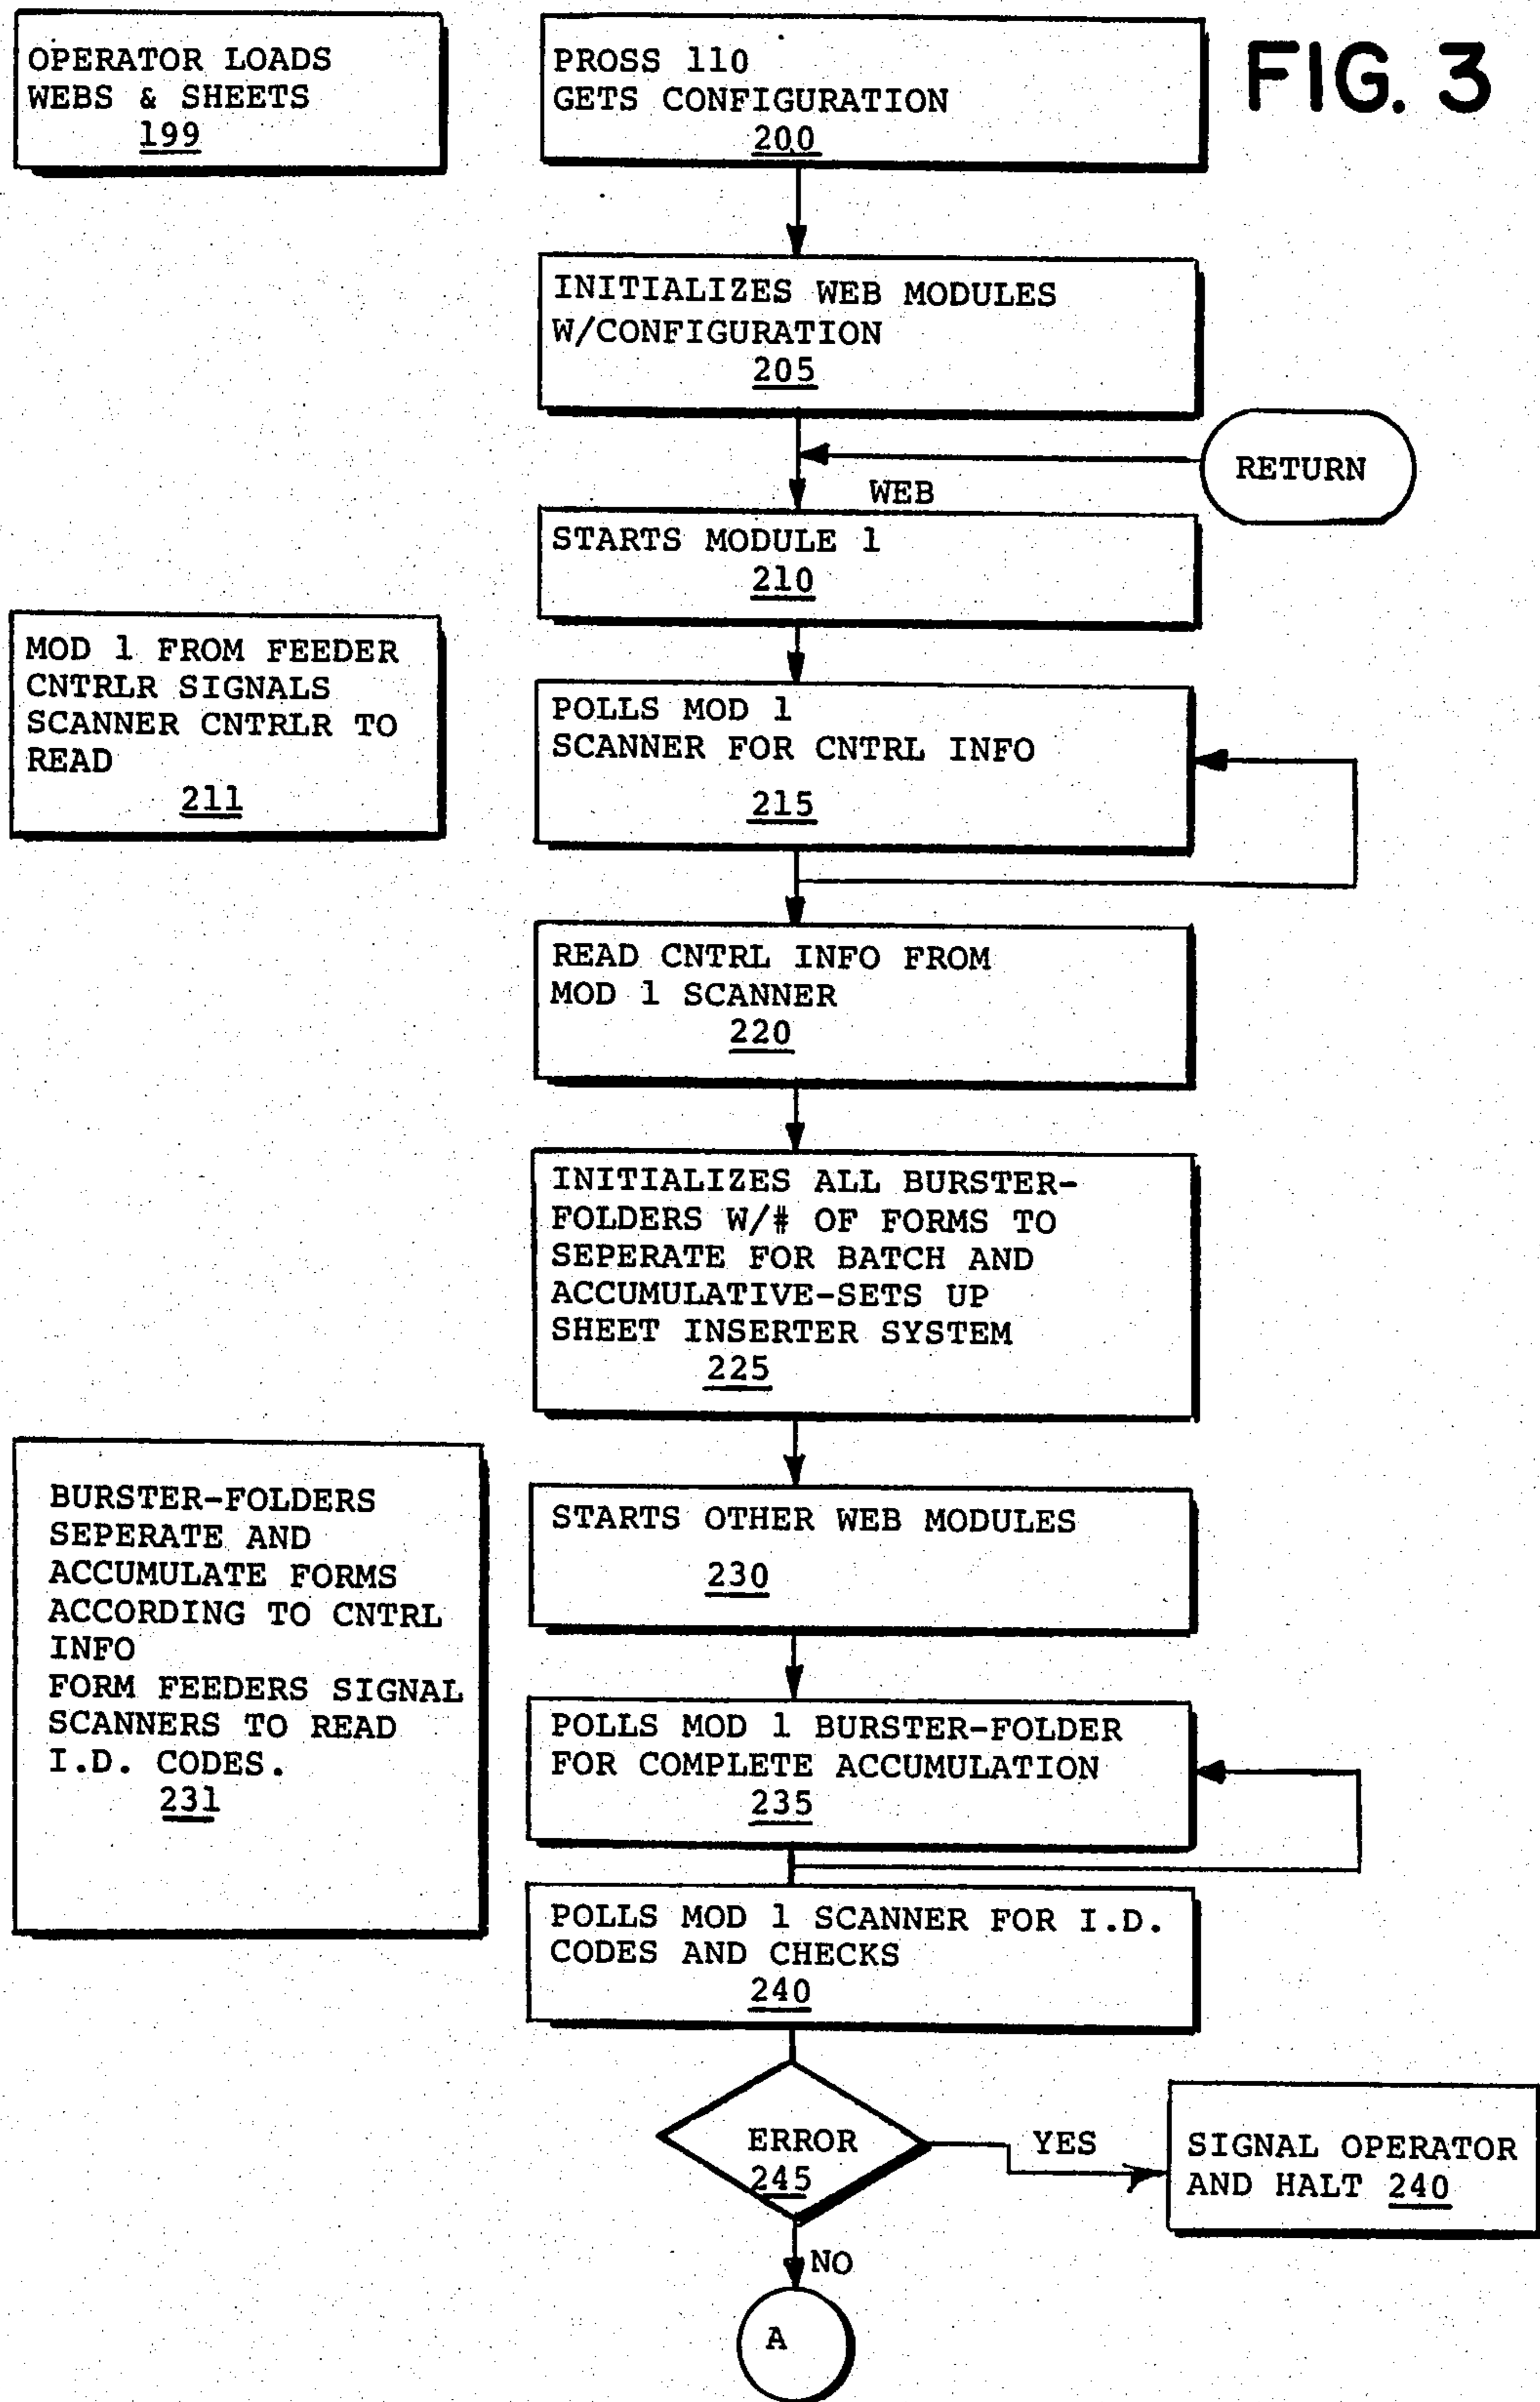 FIG. 3
OPERATOR LOADS
WEBS & SHEETS
199
PROSS 110
GETS CONFIGURATION
200
INITIALIZES WEB MODULES
W/CONFIGURATION
205
RETURN
WEB
STARTS MODULE 1
210
MOD 1 FROM FEEDER
CNTRLR SIGNALS
SCANNER CNTRLR TO
READ
211
POLLS MOD 1
SCANNER FOR CNTRL INFO
215
READ CNTRL INFO FROM
MOD 1 SCANNER
220
INITIALIZES ALL BURSTER-
FOLDERS W/# OF FORMS TO
SEPERATE FOR BATCH AND
ACCUMULATIVE-SETS UP
SHEET INSERTER SYSTEM
225
STARTS OTHER WEB MODULES
230
BURSTER-FOLDERS
SEPERATE AND
ACCUMULATE FORMS
ACCORDING TO CNTRL
INFO
FORM FEEDERS SIGNAL
SCANNERS TO READ
I.D. CODES.
231
POLLS MOD 1 BURSTER-FOLDER
FOR COMPLETE ACCUMULATION
235
POLLS MOD 1 SCANNER FOR I.D.
CODES AND CHECKS
240
ERROR
245
YES
SIGNAL OPERATOR
AND HALT 240
NO
A